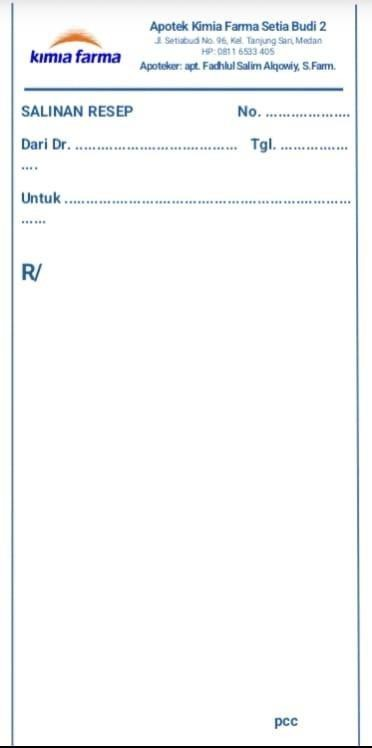 kimia farma
Apotek Kimia Farma Setia Budi 2
Jl. Setiabudi No. 96, Kel. Tanjung Sari, Medan
HP: 0811 6533 405
Apoteker: apt. Fadhlul Salim Alqowiy, S.Farm.
SALINAN RESEP No. ....................
Dari Dr. ...................................... Tgl. ................
....
Untuk ...................................................................
......
R/
pcc